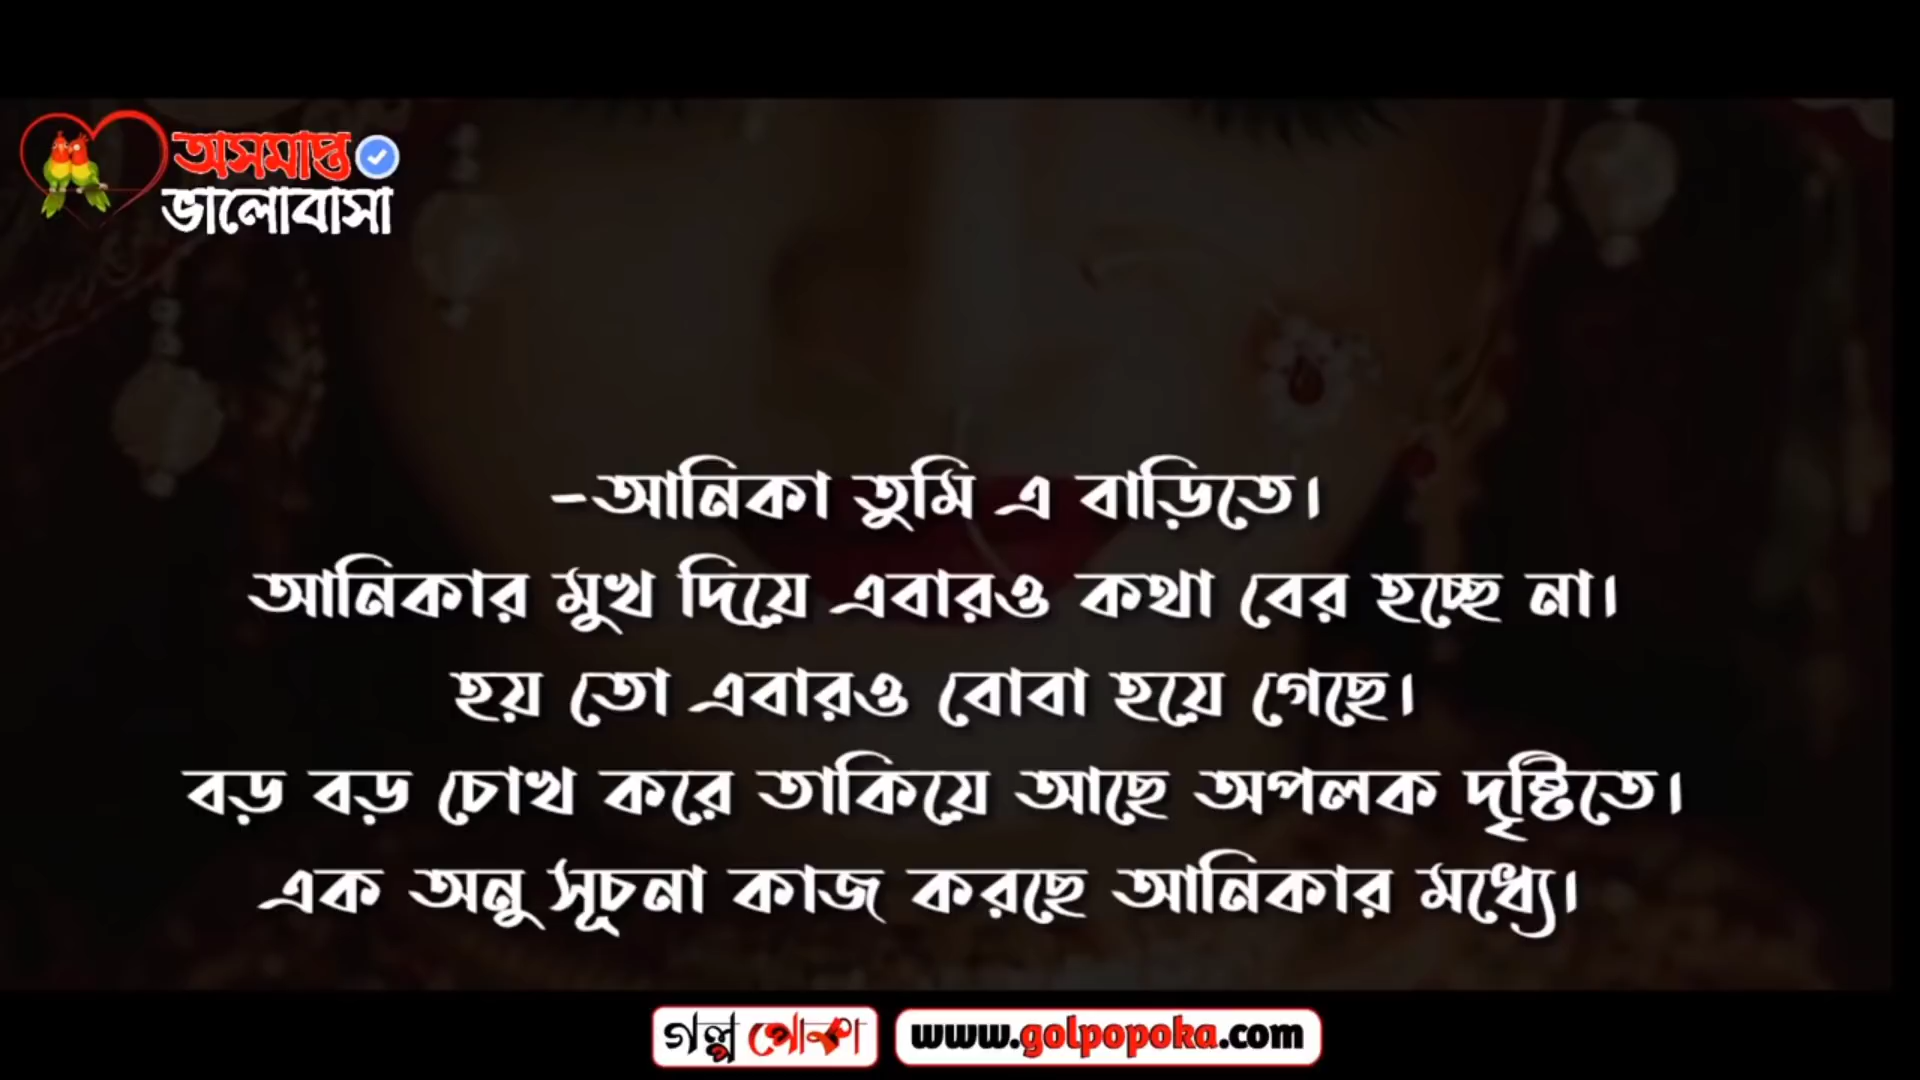 অসমাপ্ত
ভালোবাসা
-আনিকা তুমি এ বাড়িতে।
আনিকার মুখ দিয়ে এবারও কথা বের হচ্ছে না।
হয় তো এবারও বোবা হয়ে গেছে।
বড় বড় চোখ করে তাকিয়ে আছে অপলক দৃষ্টিতে।
এক অনু সূচনা কাজ করছে আনিকার মধ্যে।
গল্প পোকা www.golpopoka.com